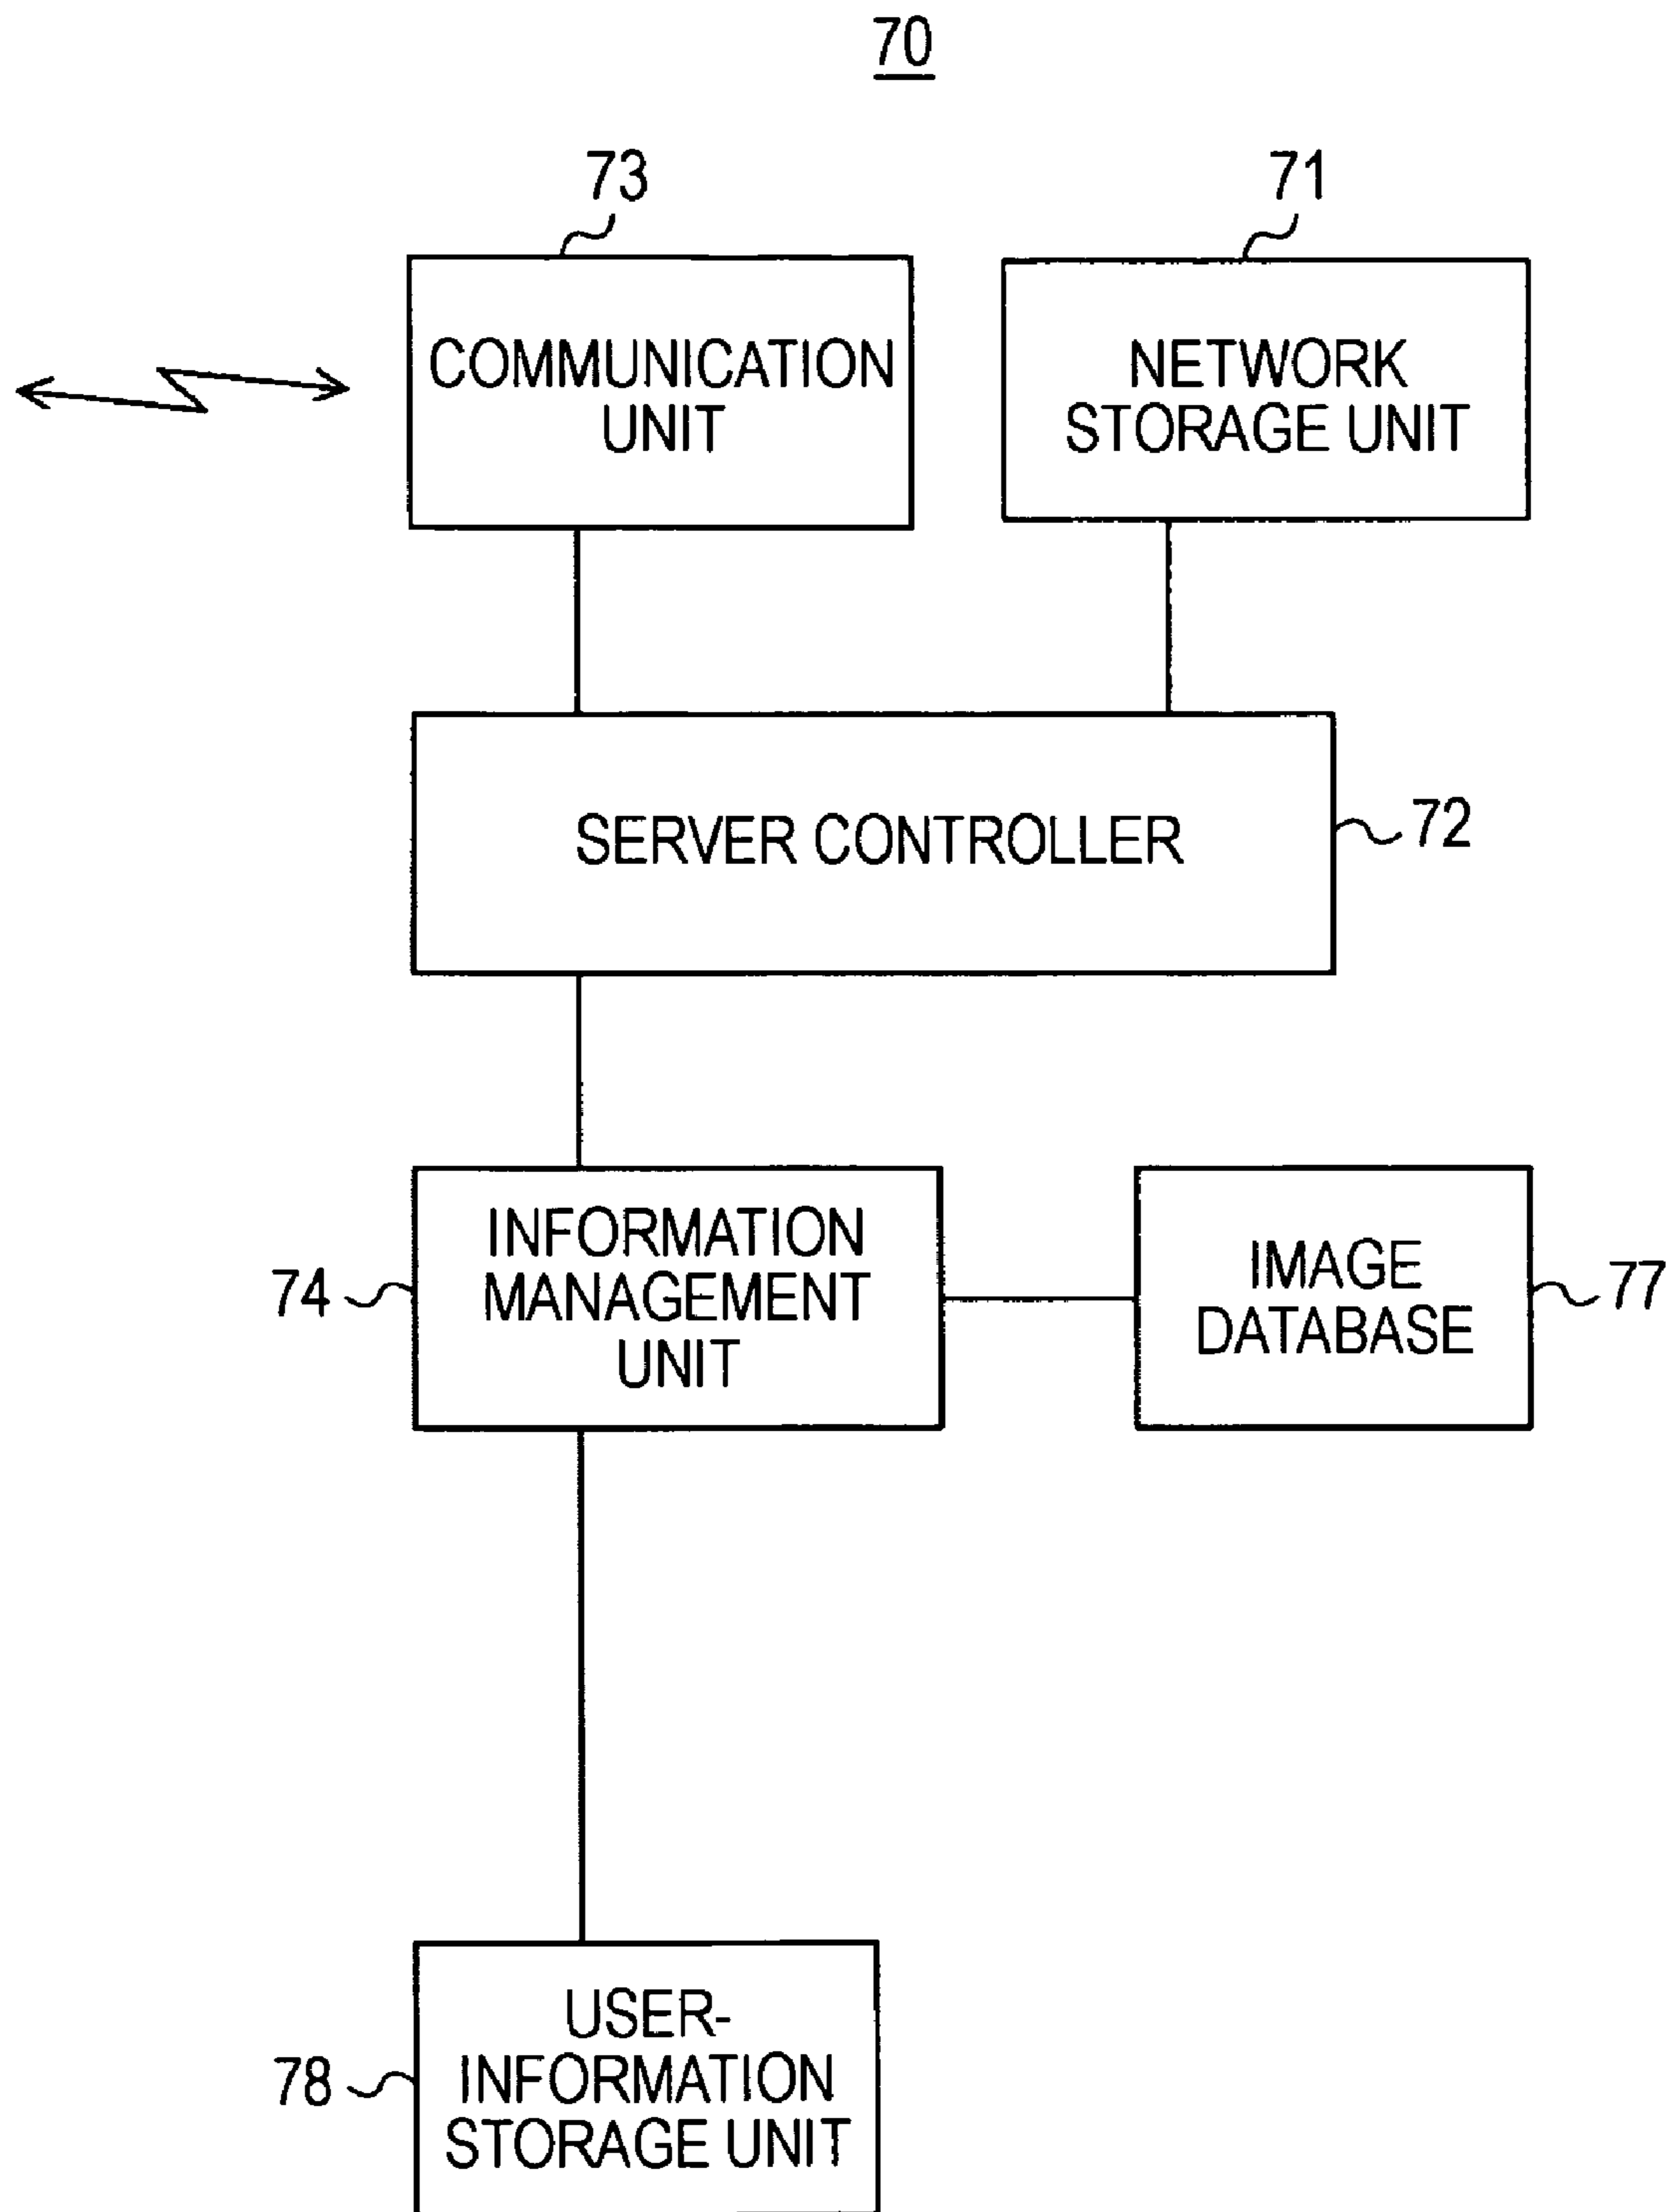 70
73
71
COMMUNICATION
UNIT
NETWORK
STORAGE UNIT
SERVER CONTROLLER
72
INFORMATION
MANAGEMENT
UNIT
74
IMAGE
DATABASE
77
USER-
INFORMATION
STORAGE UNIT
78